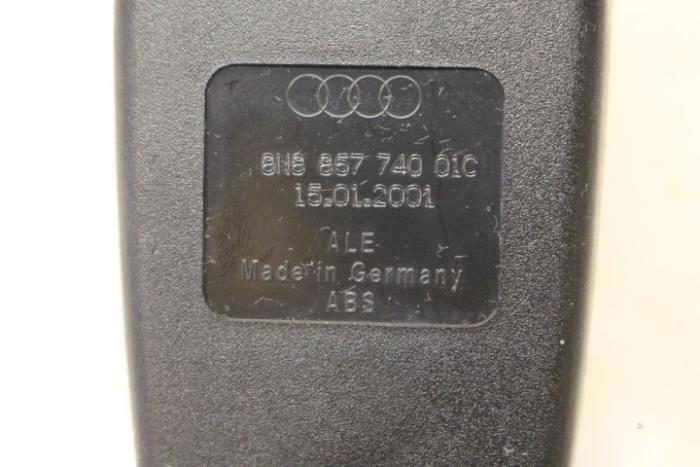 8N8 857 740 01C
15.01.2001
ALE
Made in Germany
ABS